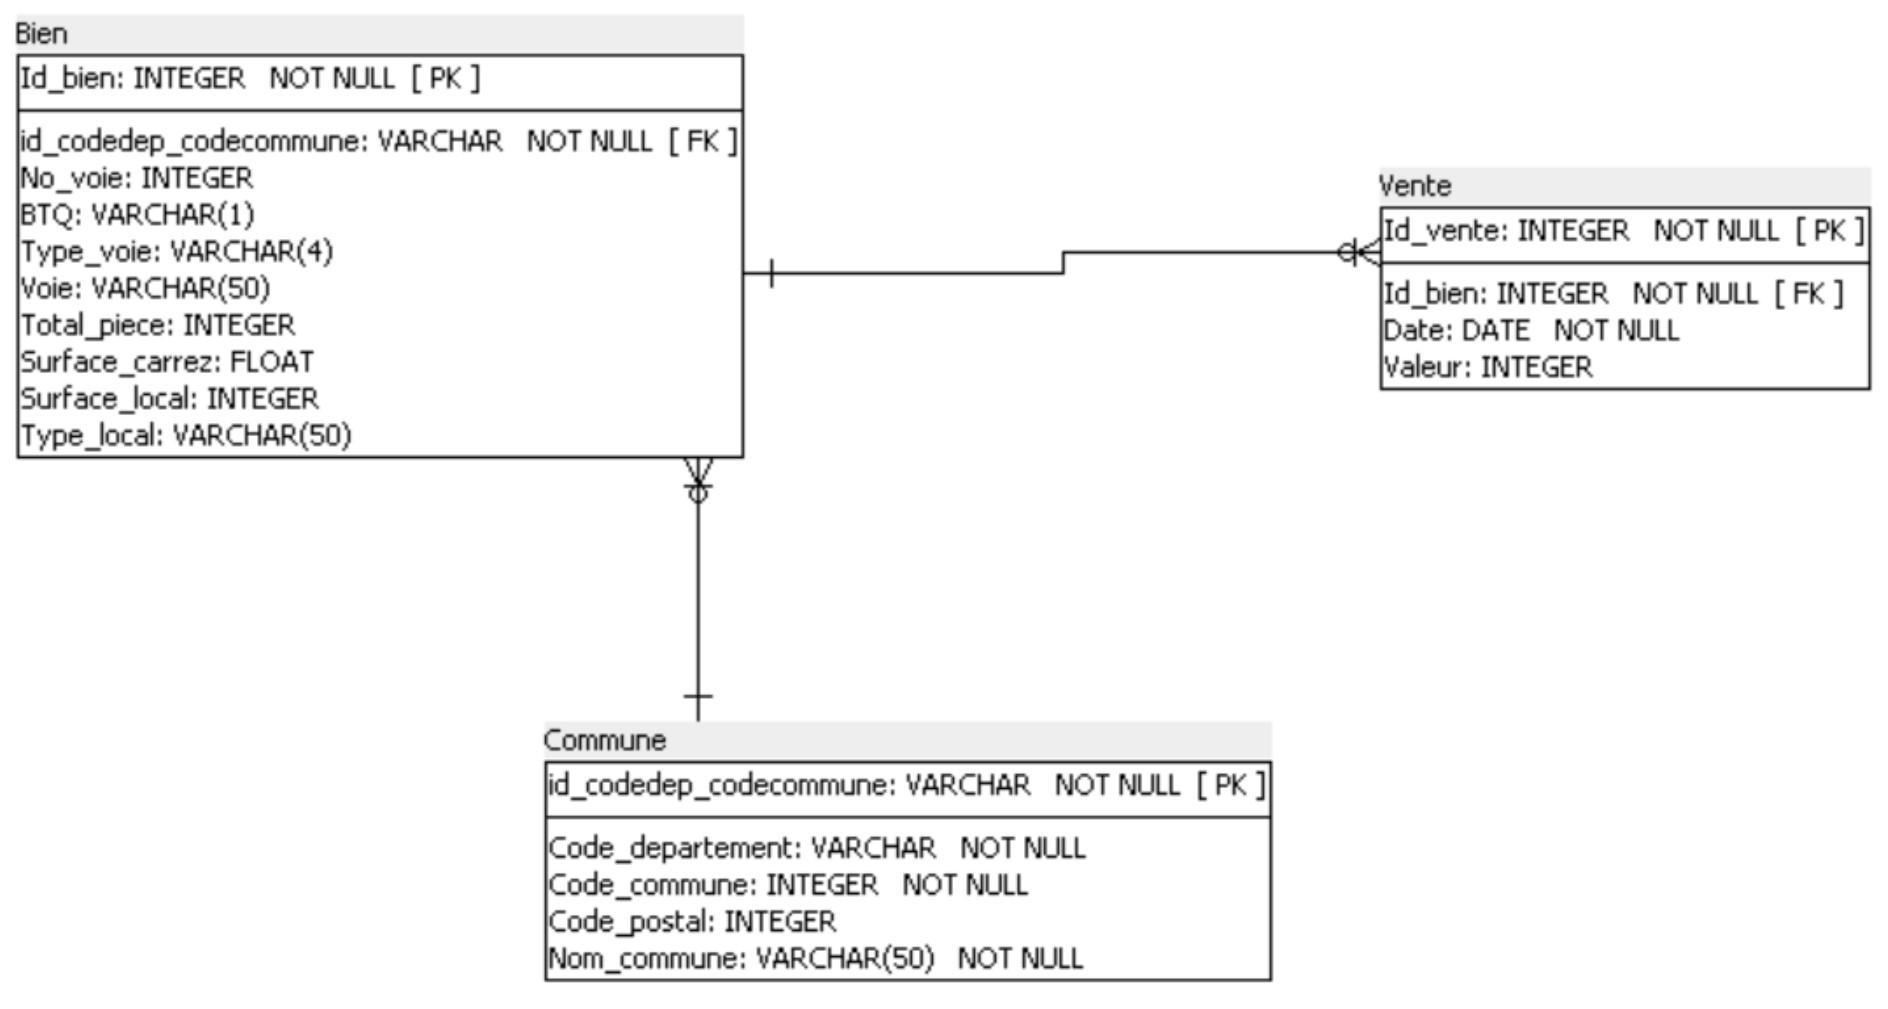 Bien
Id_bien: INTEGER NOT NULL [ PK ]
id_codedep_codecommune: VARCHAR NOT NULL [ FK ]
No_voie: INTEGER
BTQ: VARCHAR(1)
Type_voie: VARCHAR(4)
Voie: VARCHAR(50)
Total_piece: INTEGER
Surface_carrez: FLOAT
Surface_local: INTEGER
Type_local: VARCHAR(50)
Vente
Id_vente: INTEGER NOT NULL [ PK ]
Id_bien: INTEGER NOT NULL [ FK ]
Date: DATE NOT NULL
Valeur: INTEGER
Commune
id_codedep_codecommune: VARCHAR NOT NULL [ PK ]
Code_departement: VARCHAR NOT NULL
Code_commune: INTEGER NOT NULL
Code_postal: INTEGER
Nom_commune: VARCHAR(50) NOT NULL